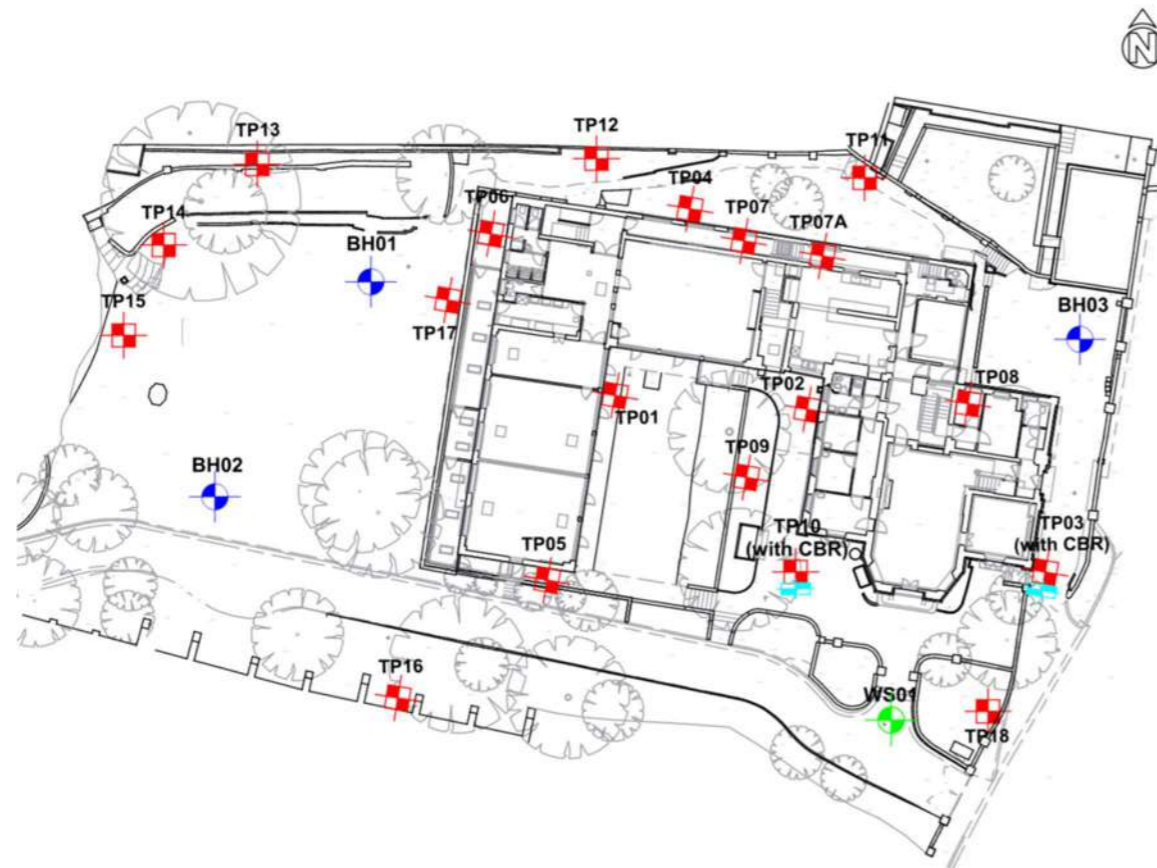 N
TP13
TP12
TP11
TP04
TP06
TP07
TP07A
TP14
BH01
TP15
TP17
BH03
TP01
TP02
TP08
TP09
BH02
TP05
TP10
(with CBR)
TP03
(with CBR)
TP16
WS01
TP18